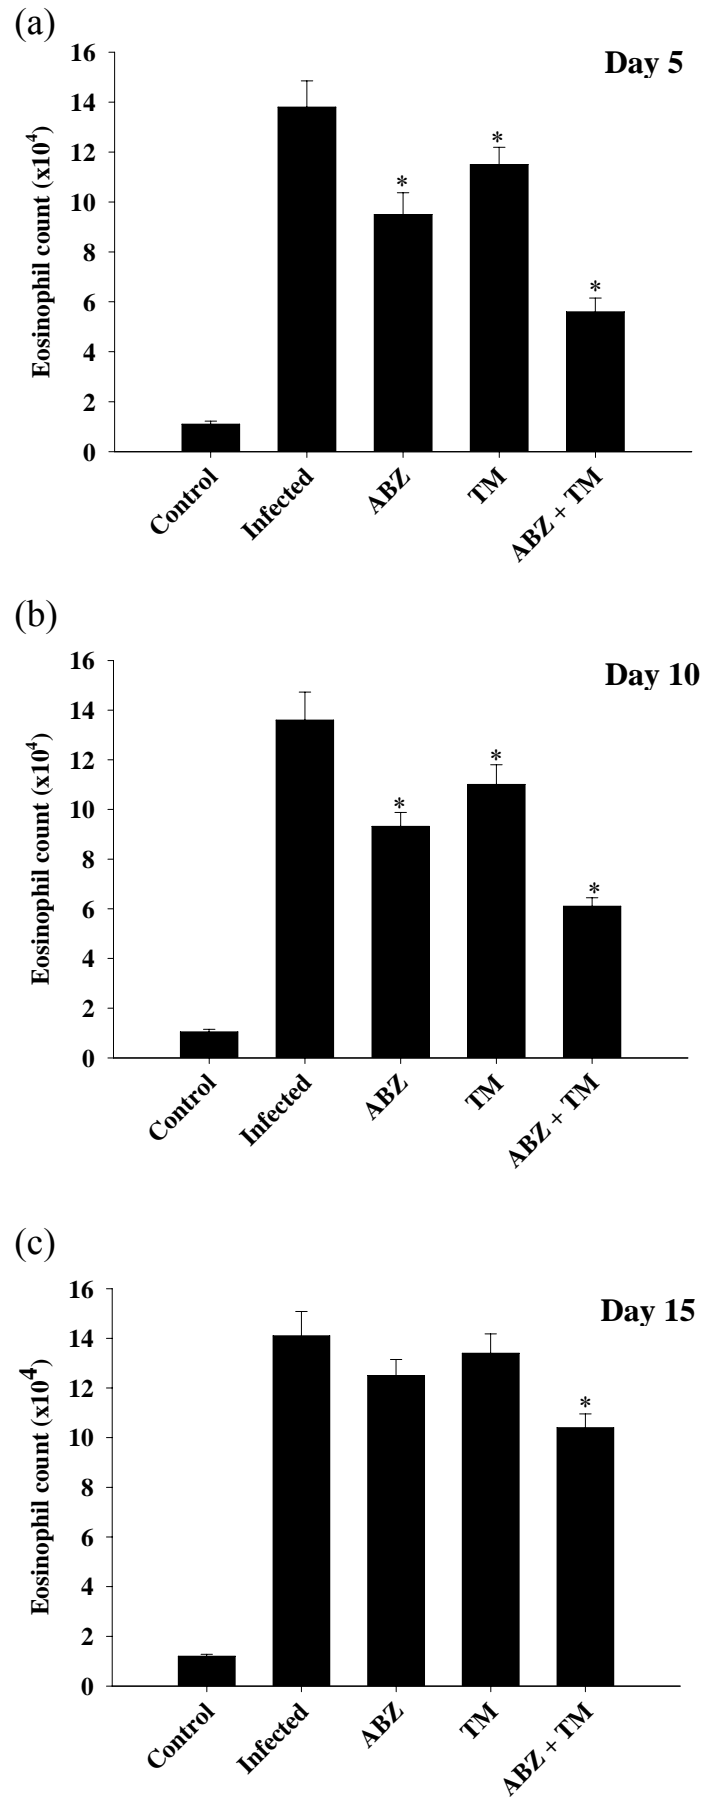 (a)
Day 5
Eosinophil count (x10⁴)
16
14
12
10
8
6
4
2
0
*
*
*
Control
Infected
ABZ
TM
ABZ + TM
(b)
Day 10
Eosinophil count (x10⁴)
16
14
12
10
8
6
4
2
0
*
*
*
Control
Infected
ABZ
TM
ABZ + TM
(c)
Day 15
Eosinophil count (x10⁴)
16
14
12
10
8
6
4
2
0
*
Control
Infected
ABZ
TM
ABZ + TM